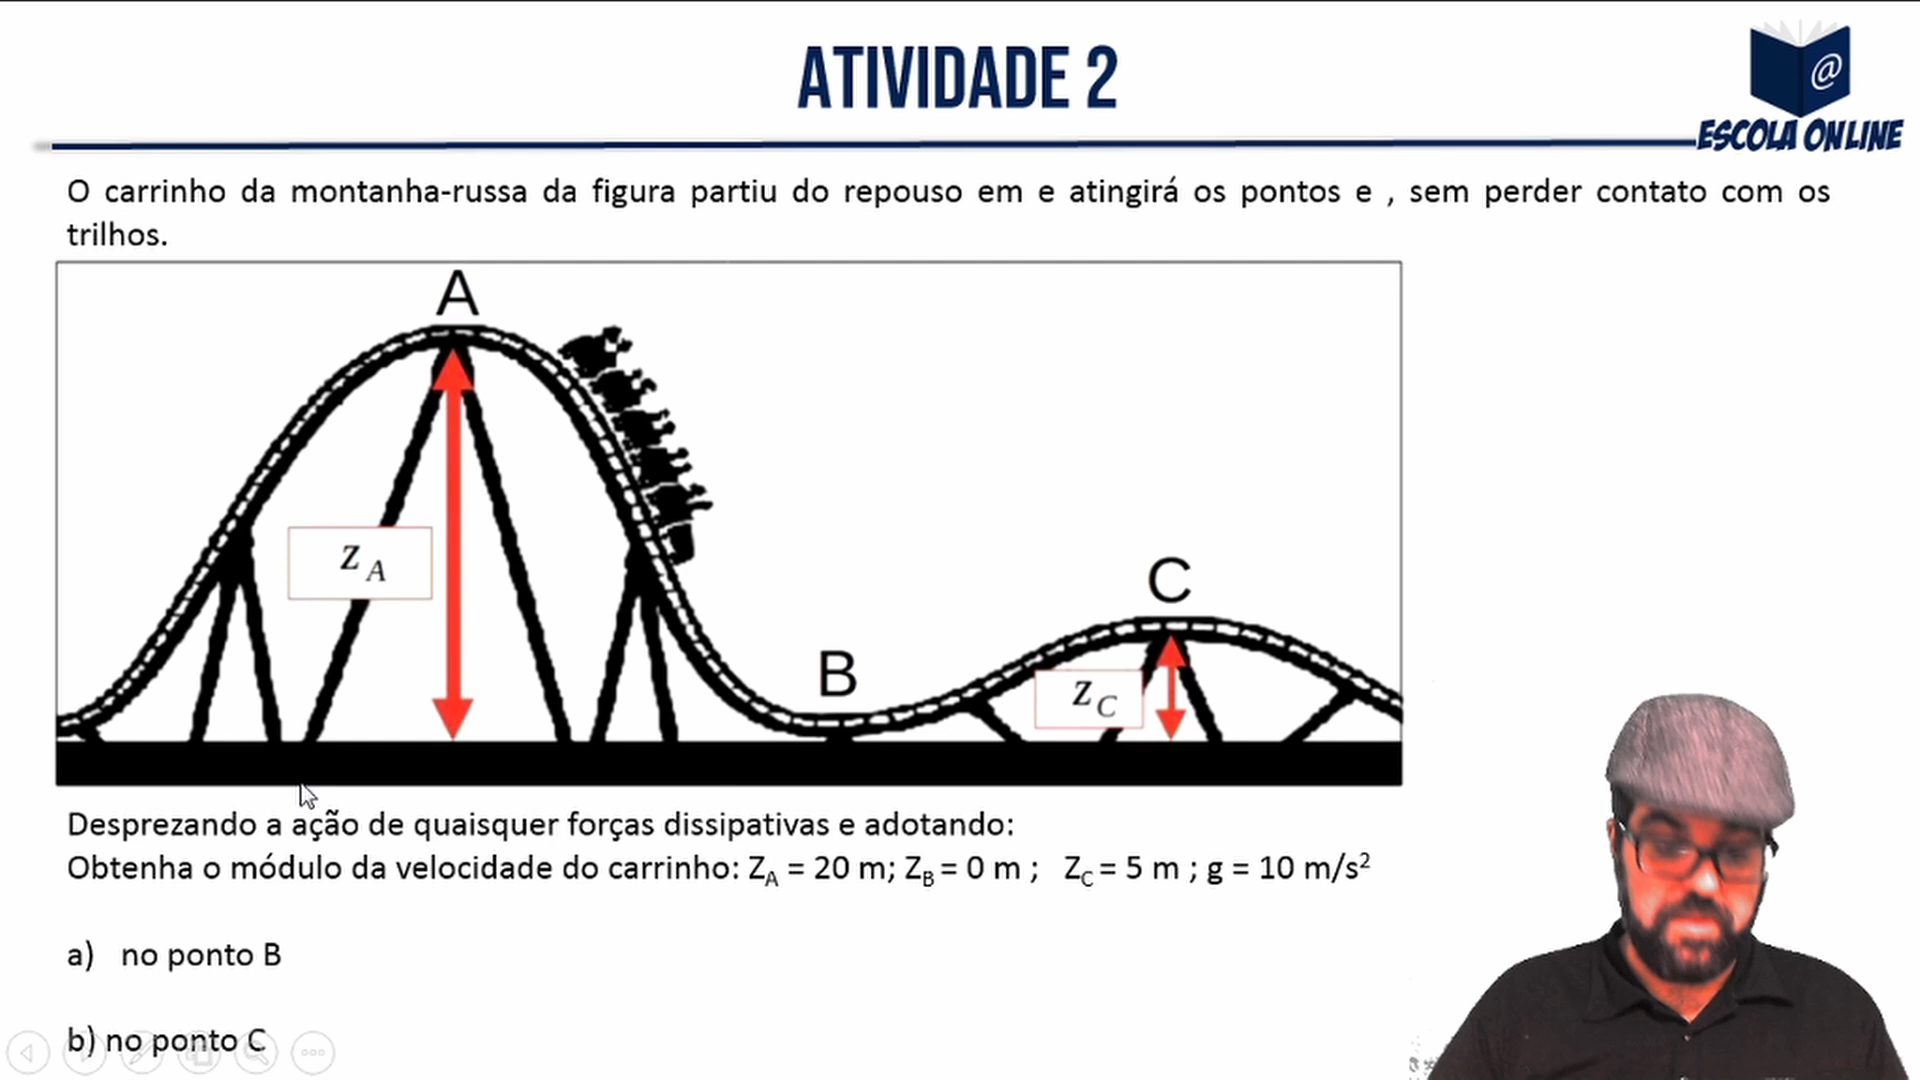 ATIVIDADE 2
@
ESCOLA ONLINE
O carrinho da montanha-russa da figura partiu do repouso em e atingirá os pontos e , sem perder contato com os
trilhos.
A
Z A
B
C
Z C
Desprezando a ação de quaisquer forças dissipativas e adotando:
Obtenha o módulo da velocidade do carrinho: ZA = 20 m; ZB = 0 m ; ZC = 5 m ; g = 10 m/s²
a) no ponto B
b) no ponto C